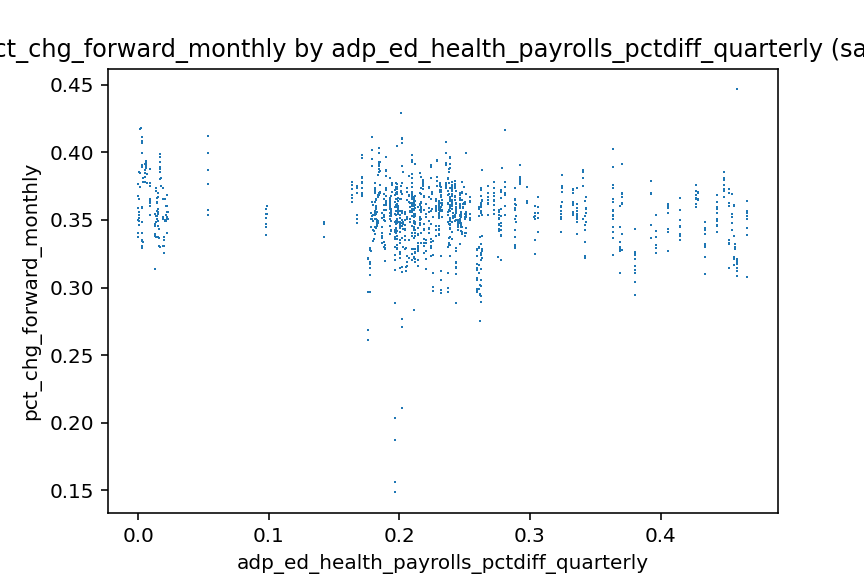 ct_chg_forward_monthly by adp_ed_health_payrolls_pctdiff_quarterly (sa
0.45
0.40
0.35
0.30
0.25
0.20
0.15
pct_chg_forward_monthly
0.0 0.1 0.2 0.3 0.4
adp_ed_health_payrolls_pctdiff_quarterly